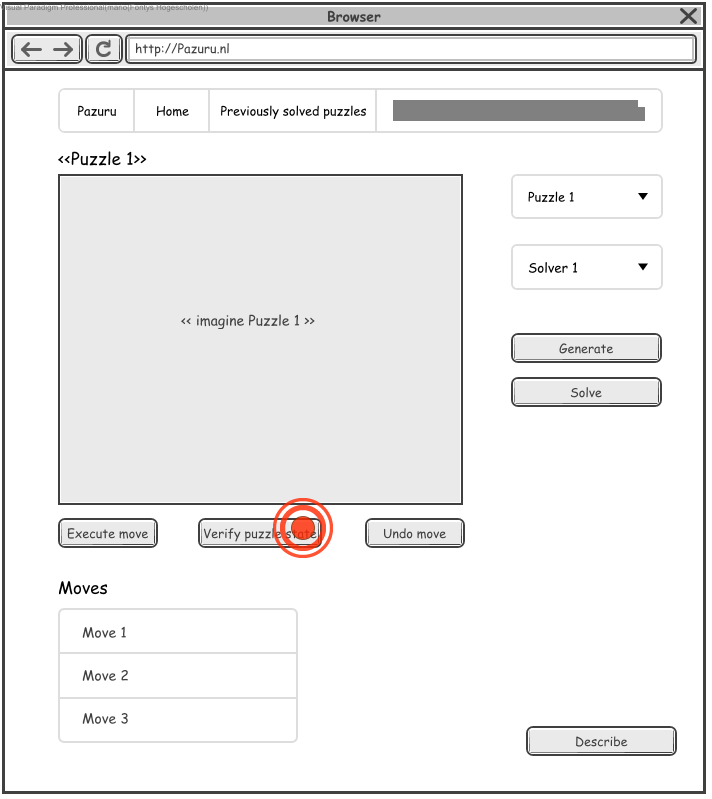 Visual Paradigm Professional(mano(Fontys Hogescholen))
Browser
http://Pazuru.nl
Pazuru Home Previously solved puzzles
<<Puzzle 1>>
Puzzle 1
Solver 1
<< imagine Puzzle 1 >>
Generate
Solve
Execute move Verify puzzle state Undo move
Moves
Move 1
Move 2
Move 3
Describe